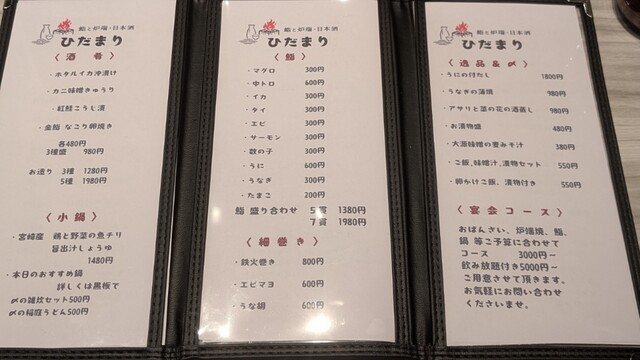 鮨と炉端・日本酒
ひだまり
〈 酒 肴 〉
・ホタルイカ沖漬け
・カニ味噌きゅうり
・紅鮭こうじ漬
・金鮨 なごり卵焼き
各480円
3種盛 980円
お造り 3種 1280円
5種 1980円
〈 小 鍋 〉
・宮崎産 鶏と野菜の魚チリ
旨出汁しょうゆ
1480円
・本日のおすすめ鍋
詳しくは黒板で
〆の雑炊セット500円
〆の稲庭うどん500円
鮨と炉端・日本酒
ひだまり
〈 鮨 〉
・マグロ 300円
・中トロ 600円
・イカ 300円
・タイ 300円
・エビ 300円
・サーモン 300円
・数の子 300円
・うに 600円
・うなぎ 300円
・たまご 200円
鮨 盛り合わせ 5貫 1380円
7貫 1980円
〈 細 巻 き 〉
・鉄火巻き 800円
・エビマヨ 600円
・うな胡 600円
鮨と炉端・日本酒
ひだまり
〈 逸 品 & 〆 〉
・うにの付だし 1800円
・うなぎの蒲焼 980円
・アサリと菜の花の酒蒸し 980円
・お漬物盛 480円
・大源味噌の麦みそ汁 380円
・ご飯,味噌汁,漬物セット 550円
・卵かけご飯、漬物付き 550円
〈 宴 会 コ ー ス 〉
おばんさい、炉端焼、鮨、
鍋 等ご予算に合わせて
コース 3000円~
飲み放題付き5000円~
ご用意させて頂きます。
お気軽にお問い合わせ
くださいませ。